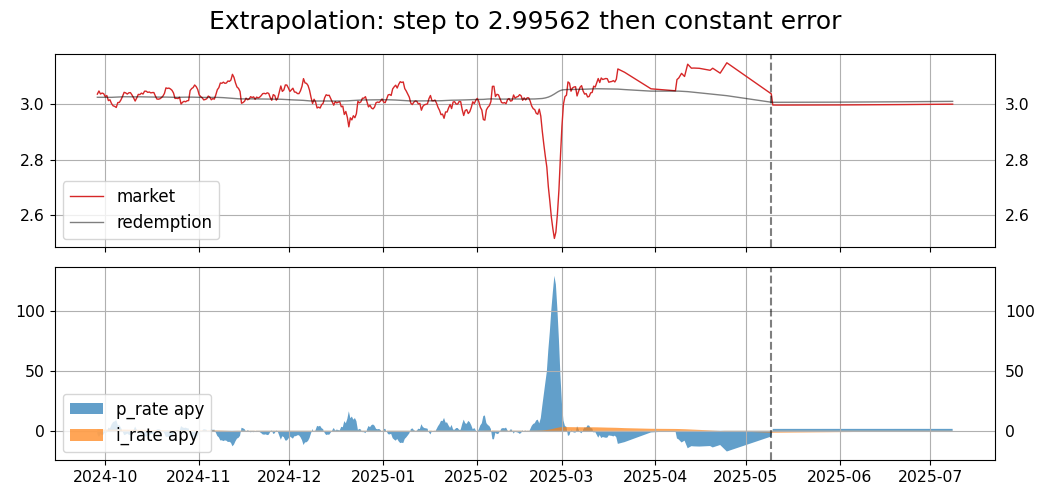 Extrapolation: step to 2.99562 then constant error
3.0
2.8
2.6
3.0
2.8
2.6
market
redemption
100
50
0
100
50
0
p_rate apy
i_rate apy
2024-10 2024-11 2024-12 2025-01 2025-02 2025-03 2025-04 2025-05 2025-06 2025-07